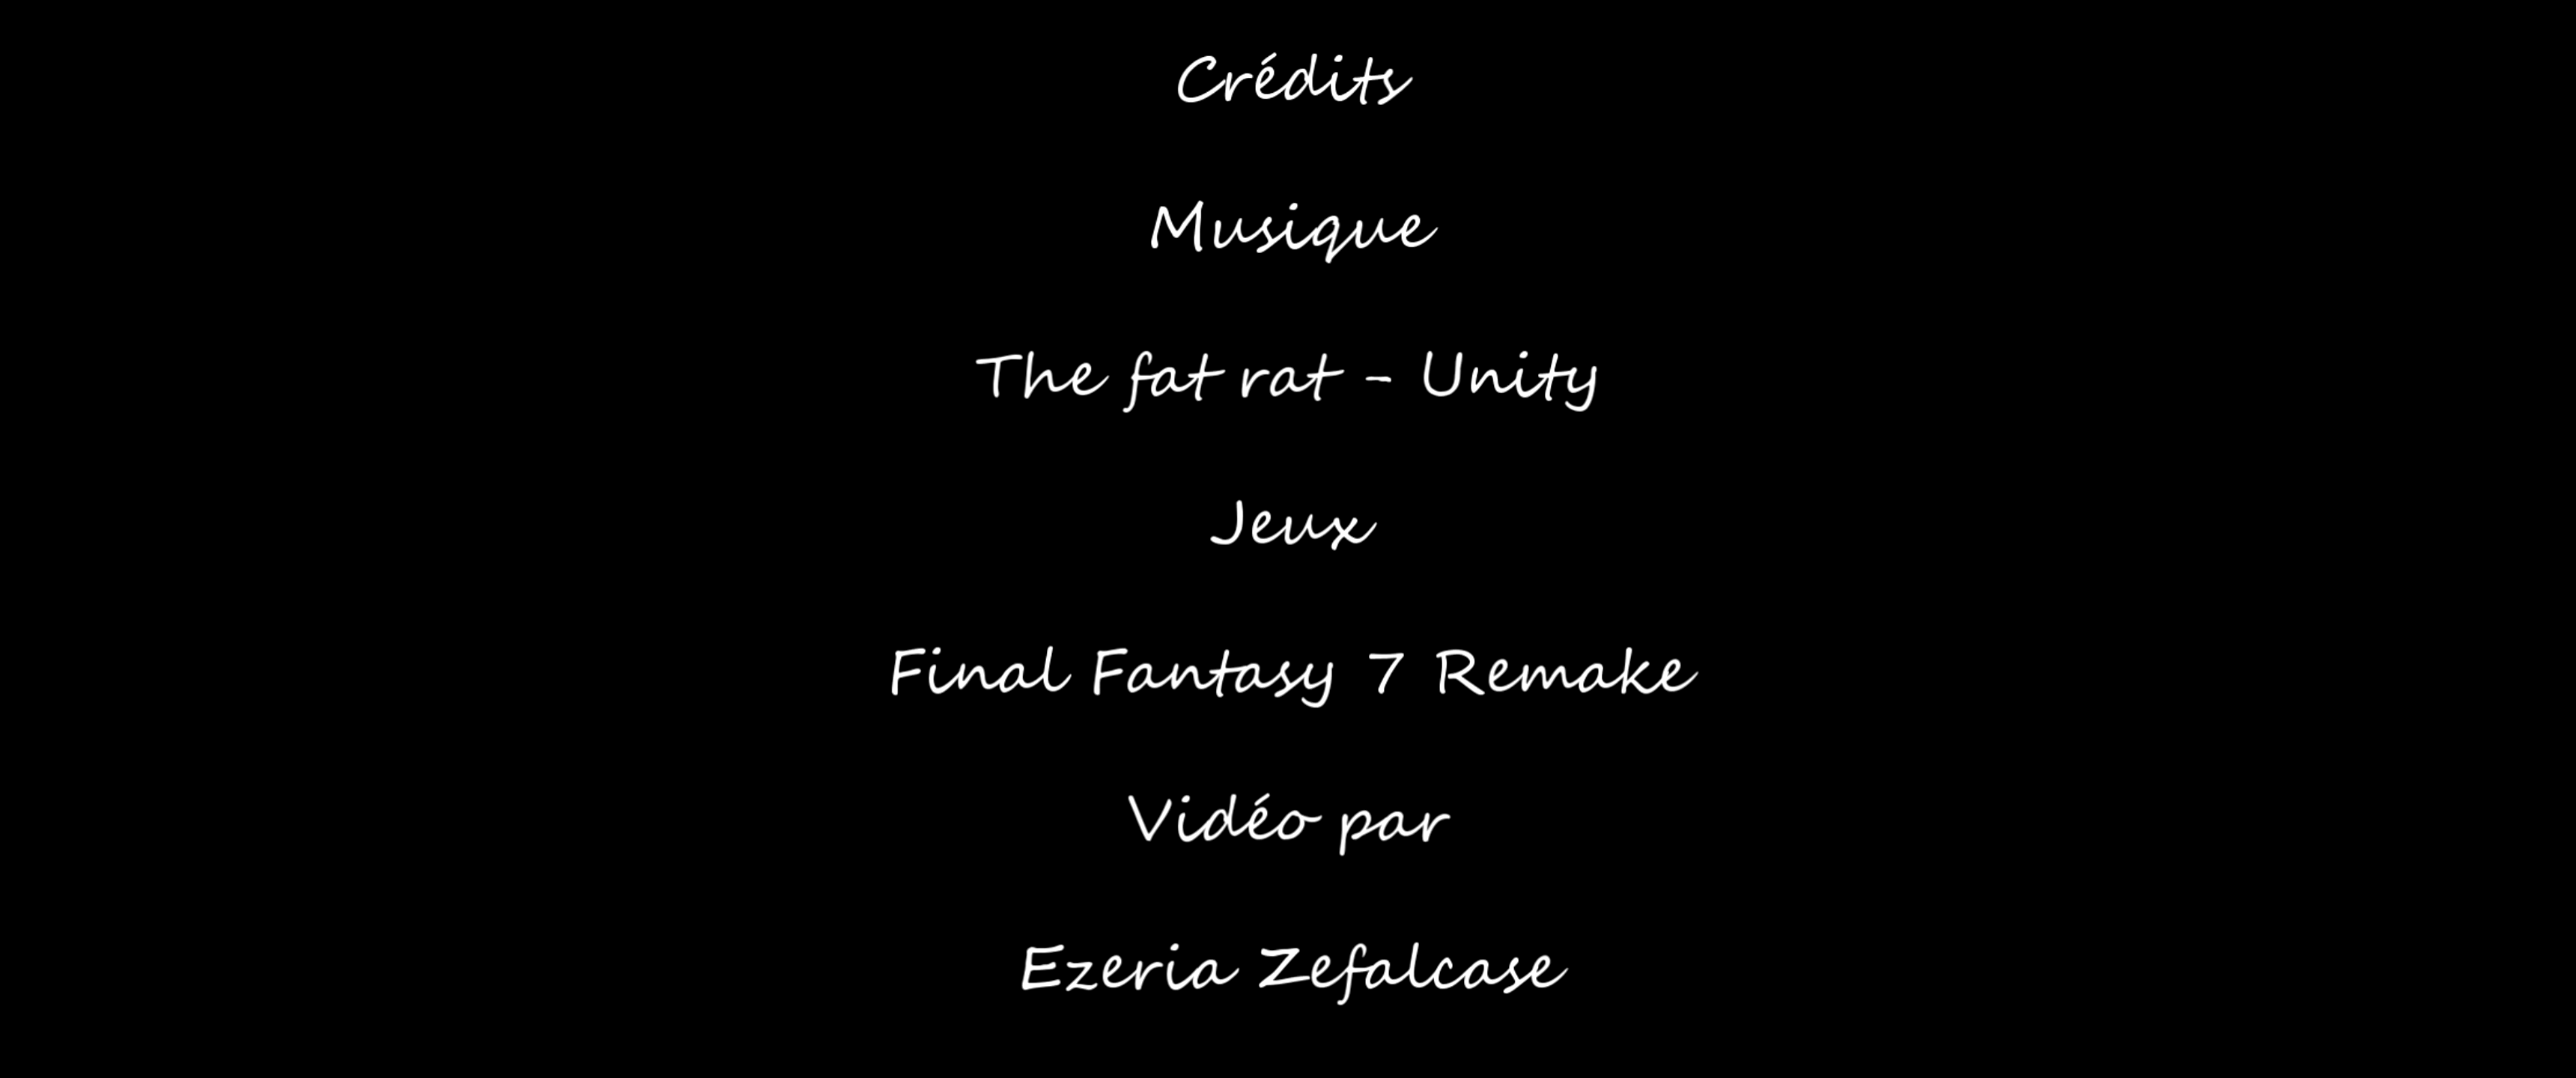 Crédits
Musique
The fat rat - Unity
Jeux
Final Fantasy 7 Remake
Vidéo par
Ezeria Zefalcase